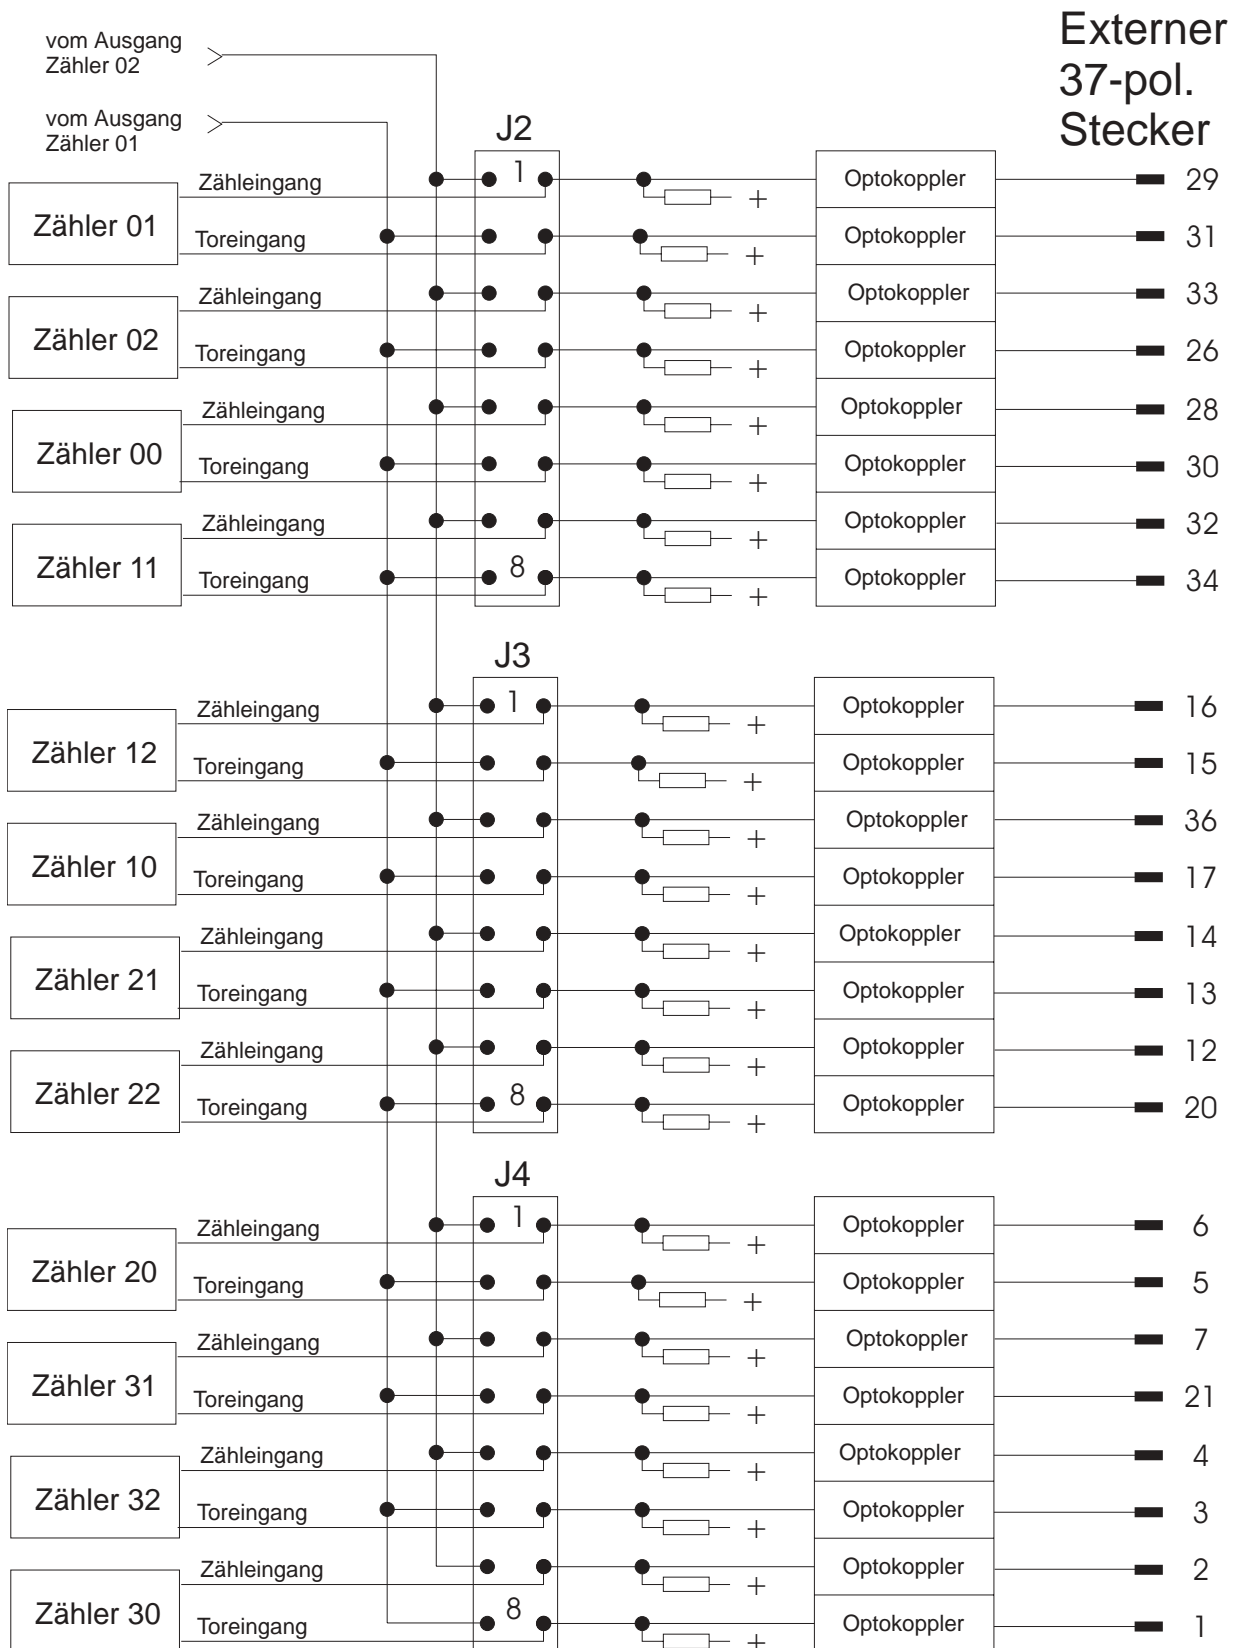 Externer
37-pol.
Stecker
vom Ausgang
Zähler 02
vom Ausgang
Zähler 01
J2
Zähler 01
Zähleingang
1
+
Optokoppler
29
Toreingang
+
Optokoppler
31
Zähler 02
Zähleingang
+
Optokoppler
33
Toreingang
+
Optokoppler
26
Zähler 00
Zähleingang
+
Optokoppler
28
Toreingang
+
Optokoppler
30
Zähler 11
Zähleingang
+
Optokoppler
32
Toreingang
8
+
Optokoppler
34
J3
Zähler 12
Zähleingang
1
+
Optokoppler
16
Toreingang
+
Optokoppler
15
Zähler 10
Zähleingang
+
Optokoppler
36
Toreingang
+
Optokoppler
17
Zähler 21
Zähleingang
+
Optokoppler
14
Toreingang
+
Optokoppler
13
Zähler 22
Zähleingang
+
Optokoppler
12
Toreingang
8
+
Optokoppler
20
J4
Zähler 20
Zähleingang
1
+
Optokoppler
6
Toreingang
+
Optokoppler
5
Zähler 31
Zähleingang
+
Optokoppler
7
Toreingang
+
Optokoppler
21
Zähler 32
Zähleingang
+
Optokoppler
4
Toreingang
+
Optokoppler
3
Zähler 30
Zähleingang
+
Optokoppler
2
Toreingang
8
+
Optokoppler
1